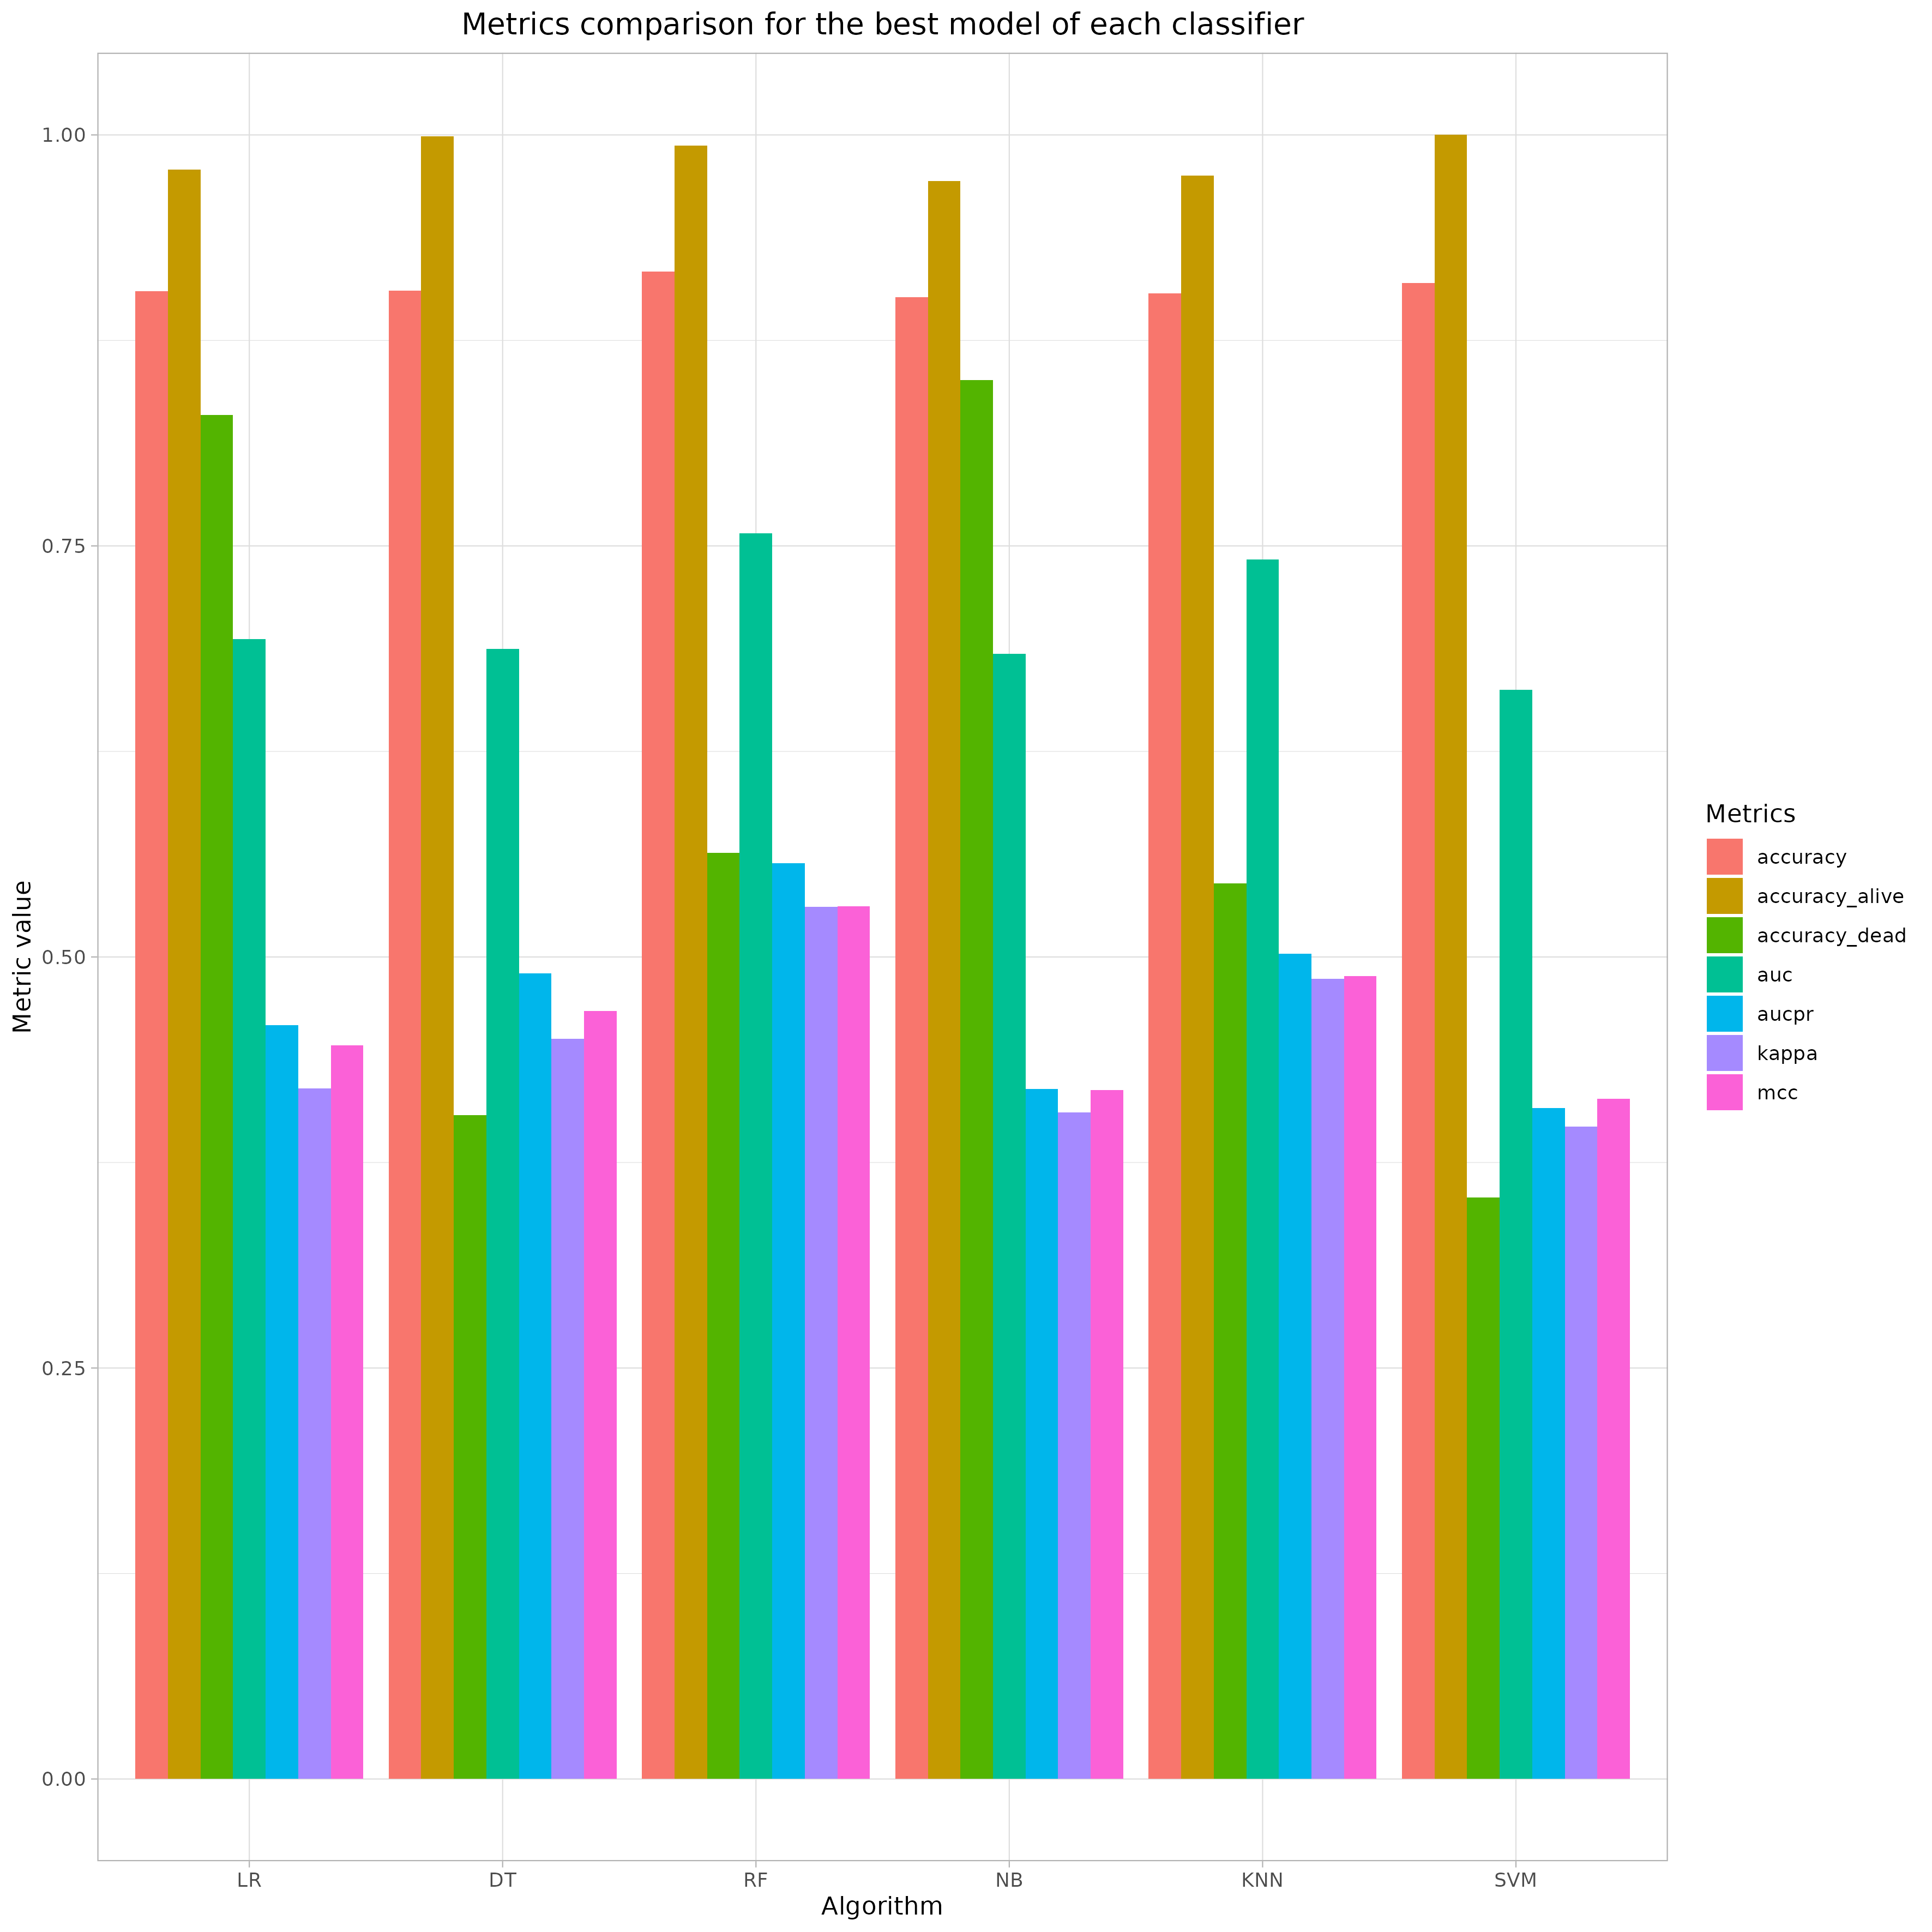 Metrics comparison for the best model of each classifier
1.00
0.75
0.50
0.25
0.00
Metric value
LR DT RF NB KNN SVM
Algorithm
Metrics
accuracy
accuracy_alive
accuracy_dead
auc
aucpr
kappa
mcc